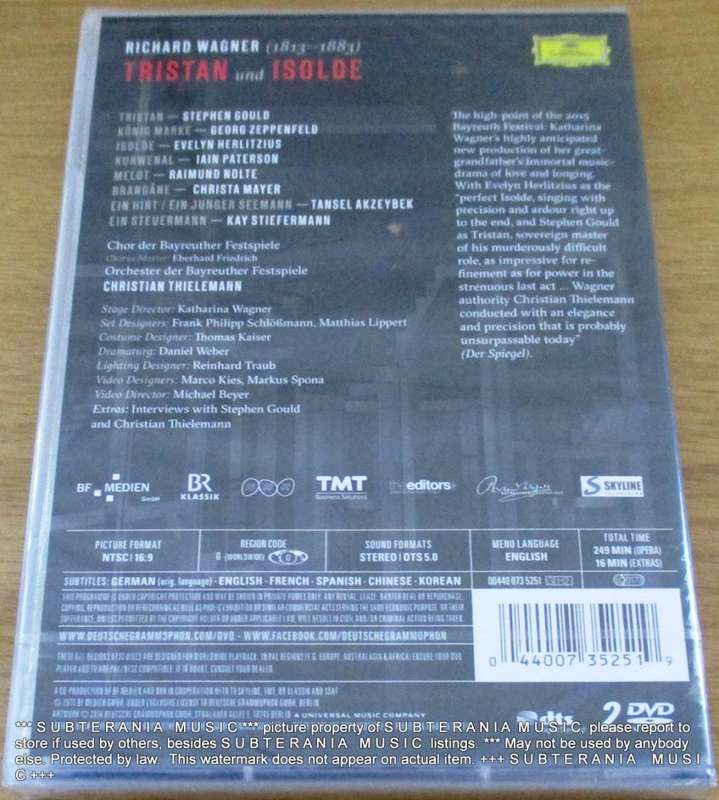 RICHARD WAGNER (1813–1883)
TRISTAN und ISOLDE
TRISTAN — STEPHEN GOULD
KÖNIG MARKE — GEORG ZEPPENFELD
ISOLDE — EVELYN HERLITZIUS
KURWENAL — IAIN PATERSON
MELOT — RAIMUND NOLTE
BRANGÄNE — CHRISTA MAYER
EIN HIRT / EIN JUNGER SEEMANN — TANSEL AKZEYBEK
EIN STEUERMANN — KAY STIEFERMANN
Chor der Bayreuther Festspiele
Chorus Master: Eberhard Friedrich
Orchester der Bayreuther Festspiele
CHRISTIAN THIELEMANN
Stage Director: Katharina Wagner
Set Designers: Frank Philipp Schlößmann, Matthias Lippert
Costume Designer: Thomas Kaiser
Dramaturg: Daniel Weber
Lighting Designer: Reinhard Traub
Video Designers: Marco Kies, Markus Spona
Video Director: Michael Beyer
Extras: Interviews with Stephen Gould
and Christian Thielemann
The high-point of the 2015
Bayreuth Festival: Katharina
Wagner's highly anticipated
new production of her great-
grandfather's immortal music-
drama of love and longing.
With Evelyn Herlitzius as the
"perfect Isolde, singing with
precision and ardour right up
to the end, and Stephen Gould
as Tristan, sovereign master
of his murderously difficult
role, as impressive for re-
finement as for power in the
strenuous last act ... Wagner
authority Christian Thielemann
conducted with an elegance
and precision that is probably
unsurpassable today"
(Der Spiegel).
BF MEDIEN GmbH
BR KLASSIK
TMT Business Solutions
theeditors
SKYLINE
PICTURE FORMAT
NTSC | 16:9
REGION CODE
0 (WORLDWIDE)
SOUND FORMATS
STEREO | DTS 5.0
MENU LANGUAGE
ENGLISH
TOTAL TIME
249 MIN (OPERA)
16 MIN (EXTRAS)
SUBTITLES: GERMAN (orig. language) · ENGLISH · FRENCH · SPANISH · CHINESE · KOREAN
00440 073 5251
WWW.DEUTSCHEGRAMMOPHON.COM/DVD · WWW.FACEBOOK.COM/DEUTSCHEGRAMMOPHON
0 44007 35251 9
A UNIVERSAL MUSIC COMPANY
dts 2 DVD
*** S U B T E R A N I A   M U S I C *** picture property of S U B T E R A N I A M U S I C, please report to
store if used by others, besides S U B T E R A N I A   M U S I C listings. *** May not be used by anybody
else. Protected by law. This watermark does not appear on actual item. +++ S U B T E R A N I A   M U S I
C +++